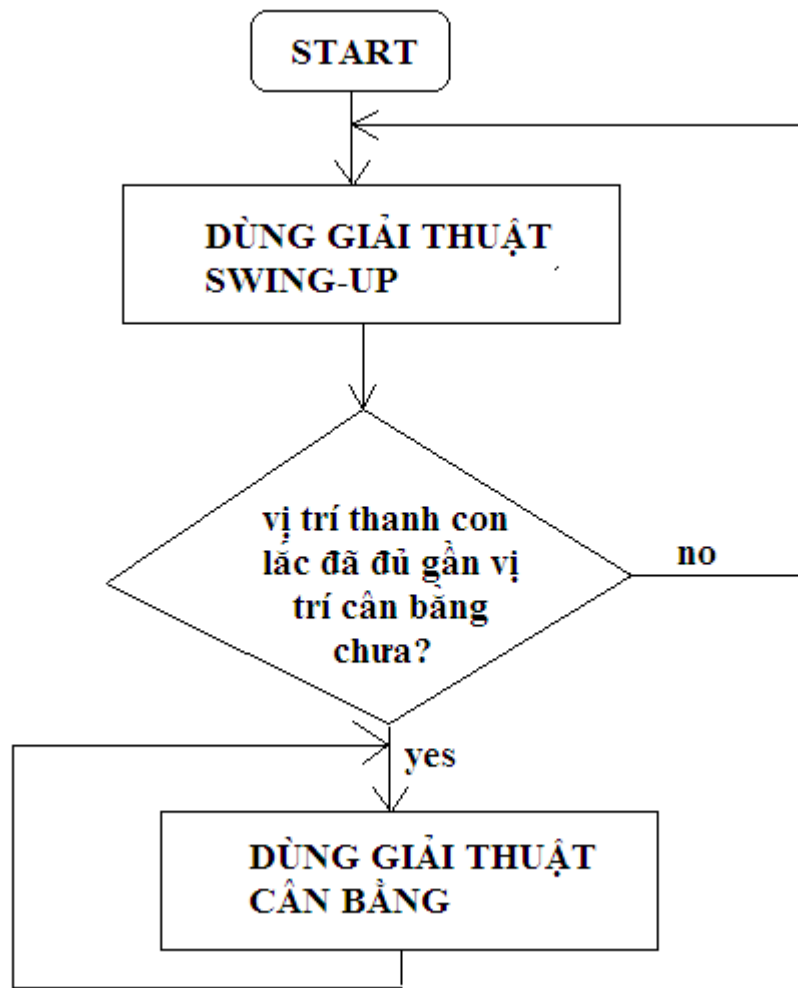 START
DÙNG GIẢI THUẬT
SWING-UP
vị trí thanh con
lắc đã đủ gần vị
trí cân bằng
chưa?
no
yes
DÙNG GIẢI THUẬT
CÂN BẰNG